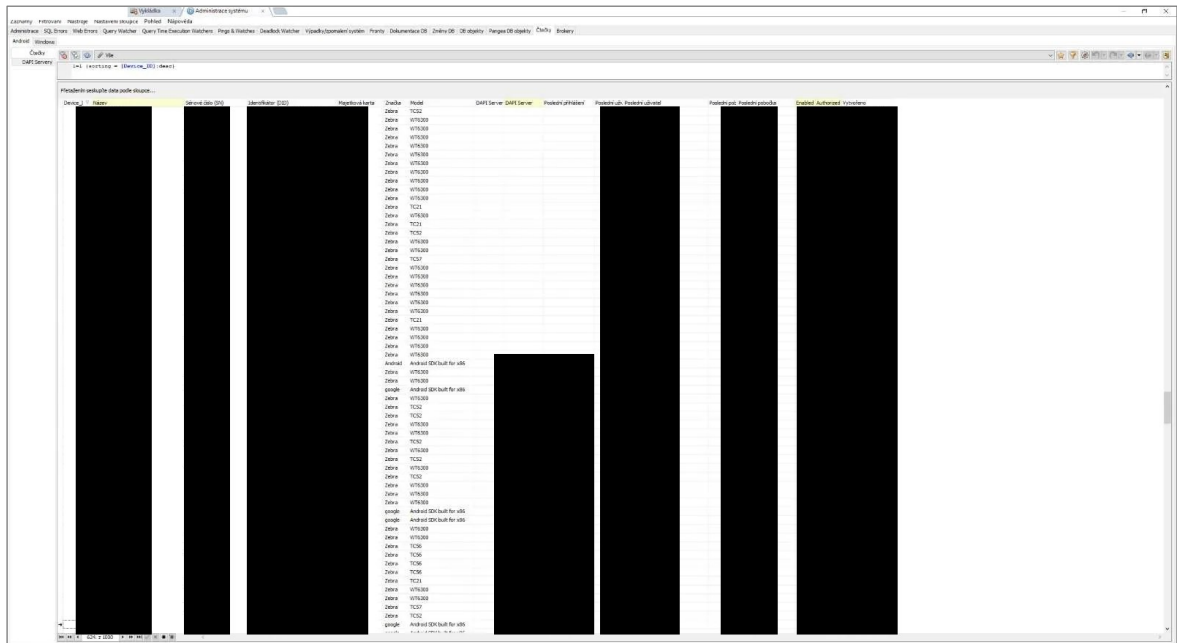 Vykládka × Administrace systému ×
Záznamy Filtrování Nástroje Nastavení sloupce Pohled Nápověda
Administrace SQL Errors Web Errors Query Watcher Query Time Execution Watchers Pings & Watches Deadlock Watcher Výpadky/zpomalení systém Fronty Dokumentace DB Změny DB DB objekty Pangea DB objekty Čtečky Brokery
Android Windows
Čtečky
DAPI Servery
Vše
1=1 |sorting = [Device_ID]:desc|
Přetažením seskupíte data podle sloupce...
Device_I Název Sériové číslo (SN) Identifikátor (DID) Majetková karta Značka Model DAPI Server DAPI Server Poslední přihlášení Poslední uživ. Poslední uživatel Poslední pob. Poslední pobočka Enabled Authorized Vytvořeno
Zebra TC52
Zebra WT6300
Zebra WT6300
Zebra WT6300
Zebra WT6300
Zebra WT6300
Zebra WT6300
Zebra WT6300
Zebra WT6300
Zebra WT6300
Zebra WT6300
Zebra TC21
Zebra WT6300
Zebra TC21
Zebra TC52
Zebra WT6300
Zebra WT6300
Zebra TC57
Zebra WT6300
Zebra WT6300
Zebra WT6300
Zebra WT6300
Zebra WT6300
Zebra TC21
Zebra WT6300
Zebra WT6300
Zebra WT6300
Zebra WT6300
Android Android SDK built for x86
Zebra WT6300
Zebra WT6300
google Android SDK built for x86
Zebra WT6300
Zebra TC52
Zebra TC52
Zebra WT6300
Zebra WT6300
Zebra TC52
Zebra WT6300
Zebra TC52
Zebra WT6300
Zebra TC52
Zebra WT6300
Zebra WT6300
Zebra WT6300
google Android SDK built for x86
google Android SDK built for x86
Zebra WT6300
Zebra WT6300
Zebra TC56
Zebra TC56
Zebra TC56
Zebra TC56
Zebra TC21
Zebra WT6300
Zebra WT6300
Zebra TC57
Zebra TC52
google Android SDK built for x86
624 z 1000